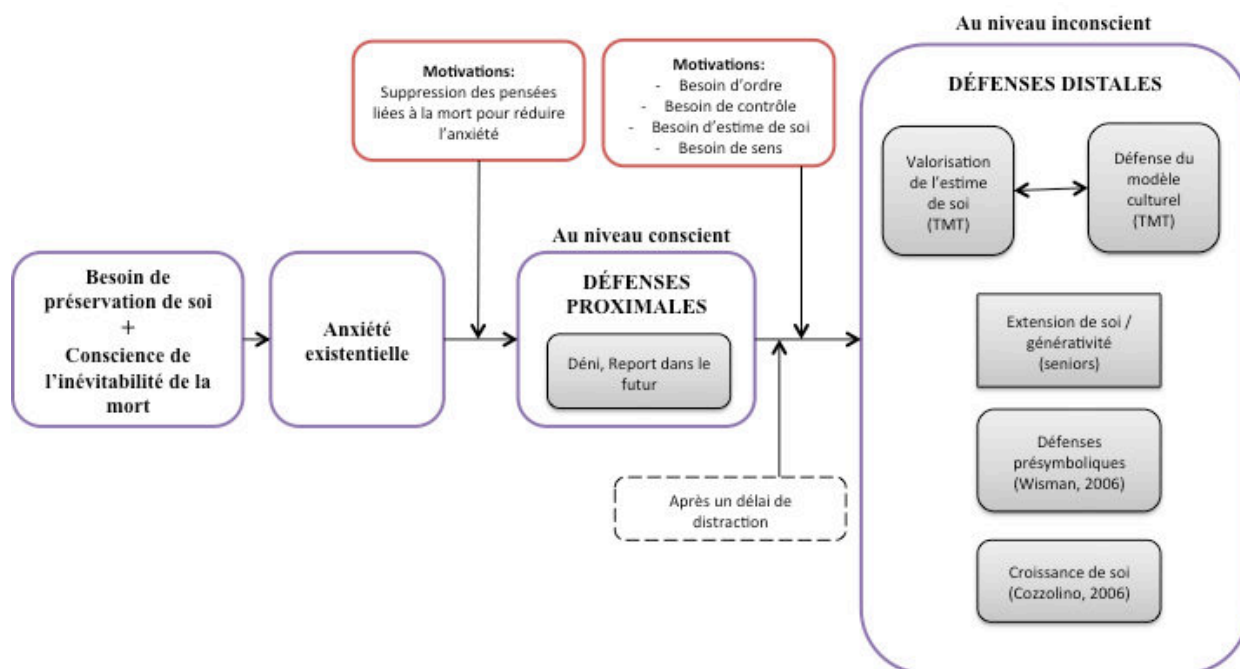 Besoin de
préservation de soi
+
Conscience de
l'inévitabilité de la
mort
Anxiété
existentielle
Motivations:
Suppression des pensées
liées à la mort pour réduire
l'anxiété
Au niveau conscient
DÉFENSES
PROXIMALES
Déni, Report dans le
futur
Motivations:
- Besoin d'ordre
- Besoin de contrôle
- Besoin d'estime de soi
- Besoin de sens
Après un délai de
distraction
Au niveau inconscient
DÉFENSES DISTALES
Valorisation
de l'estime
de soi
(TMT)
Défense du
modèle
culturel
(TMT)
Extension de soi /
générativité
(seniors)
Défenses
présymboliques
(Wisman, 2006)
Croissance de soi
(Cozzolino, 2006)